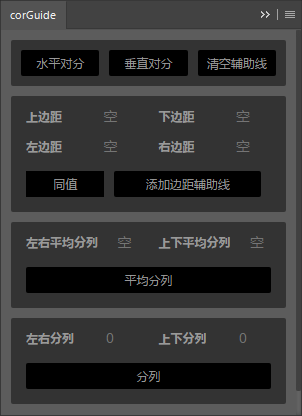 corGuide
水平对分 垂直对分 清空辅助线
上边距 空 下边距 空
左边距 空 右边距 空
同值 添加边距辅助线
左右平均分列 空 上下平均分列 空
平均分列
左右分列 0 上下分列 0
分列